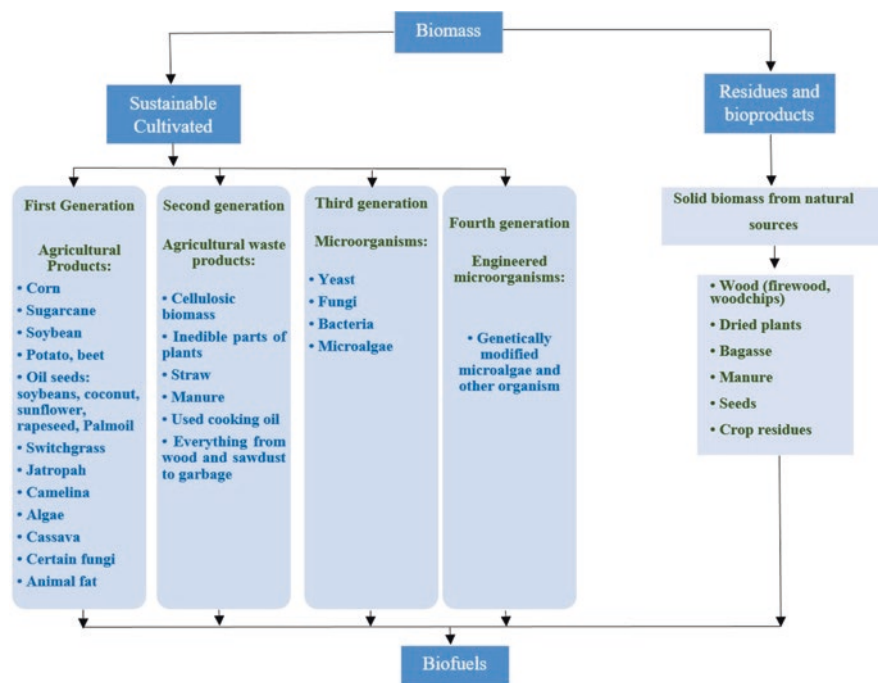 Biomass
Sustainable
Cultivated
Residues and
bioproducts
First Generation
Agricultural
Products:
• Corn
• Sugarcane
• Soybean
• Potato, beet
• Oil seeds:
soybeans, coconut,
sunflower,
rapeseed, Palmoil
• Switchgrass
• Jatropah
• Camelina
• Algae
• Cassava
• Certain fungi
• Animal fat
Second generation
Agricultural waste
products:
• Cellulosic
biomass
• Inedible parts of
plants
• Straw
• Manure
• Used cooking oil
• Everything from
wood and sawdust
to garbage
Third generation
Microorganisms:
• Yeast
• Fungi
• Bacteria
• Microalgae
Fourth generation
Engineered
microorganisms:
• Genetically
modified
microalgae and
other organism
Solid biomass from natural
sources
• Wood (firewood,
woodchips)
• Dried plants
• Bagasse
• Manure
• Seeds
• Crop residues
Biofuels